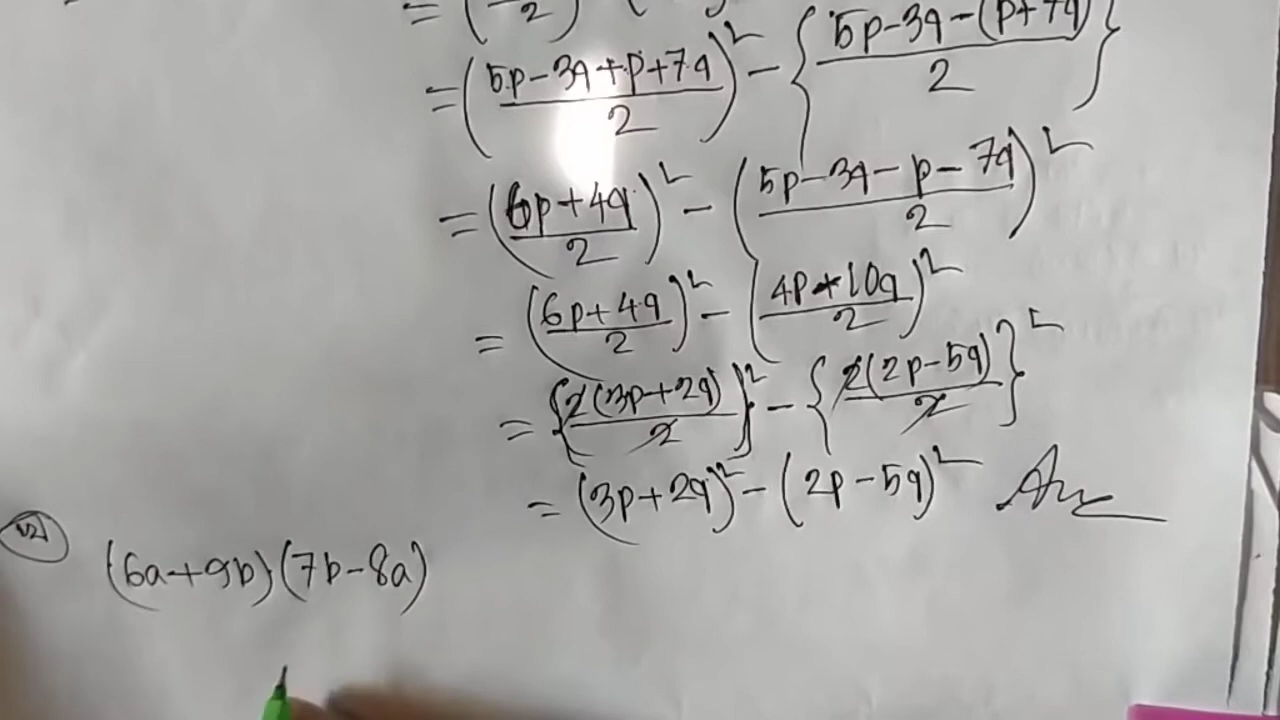 = (    /2) (
= ((5p-3q+p+7q)/2)² - {(5p-3q-(p+7q))/2}
= ((6p+4q)/2)² - ((5p-3q-p-7q)/2)²
= ((6p+4q)/2)² - ((4p-10q)/2)²
= {2(3p+2q)/2}² - {2(2p-5q)/2}²
= (3p+2q)² - (2p-5q)² Ans
(6a+9b)(7b-8a)